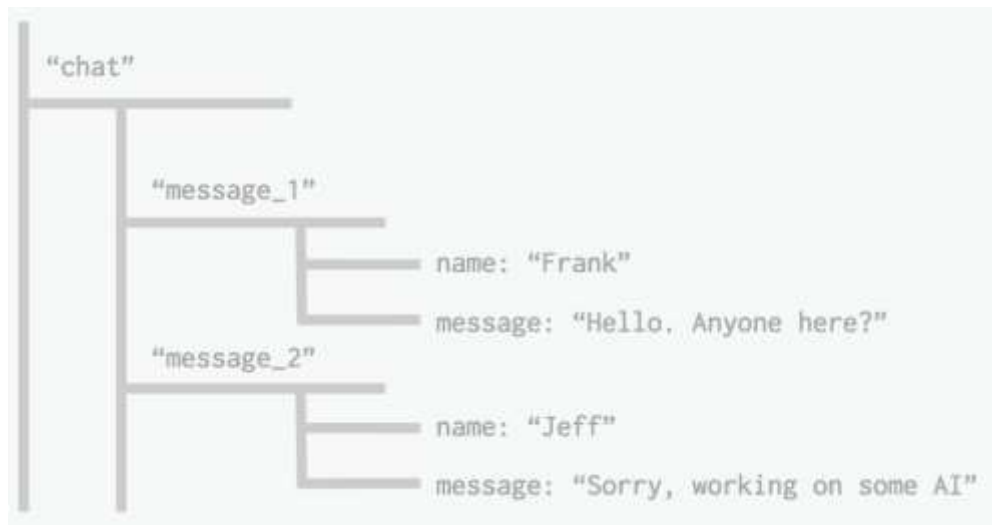 “chat”
“message_1”
name: “Frank”
message: “Hello. Anyone here?”
“message_2”
name: “Jeff”
message: “Sorry, working on some AI”